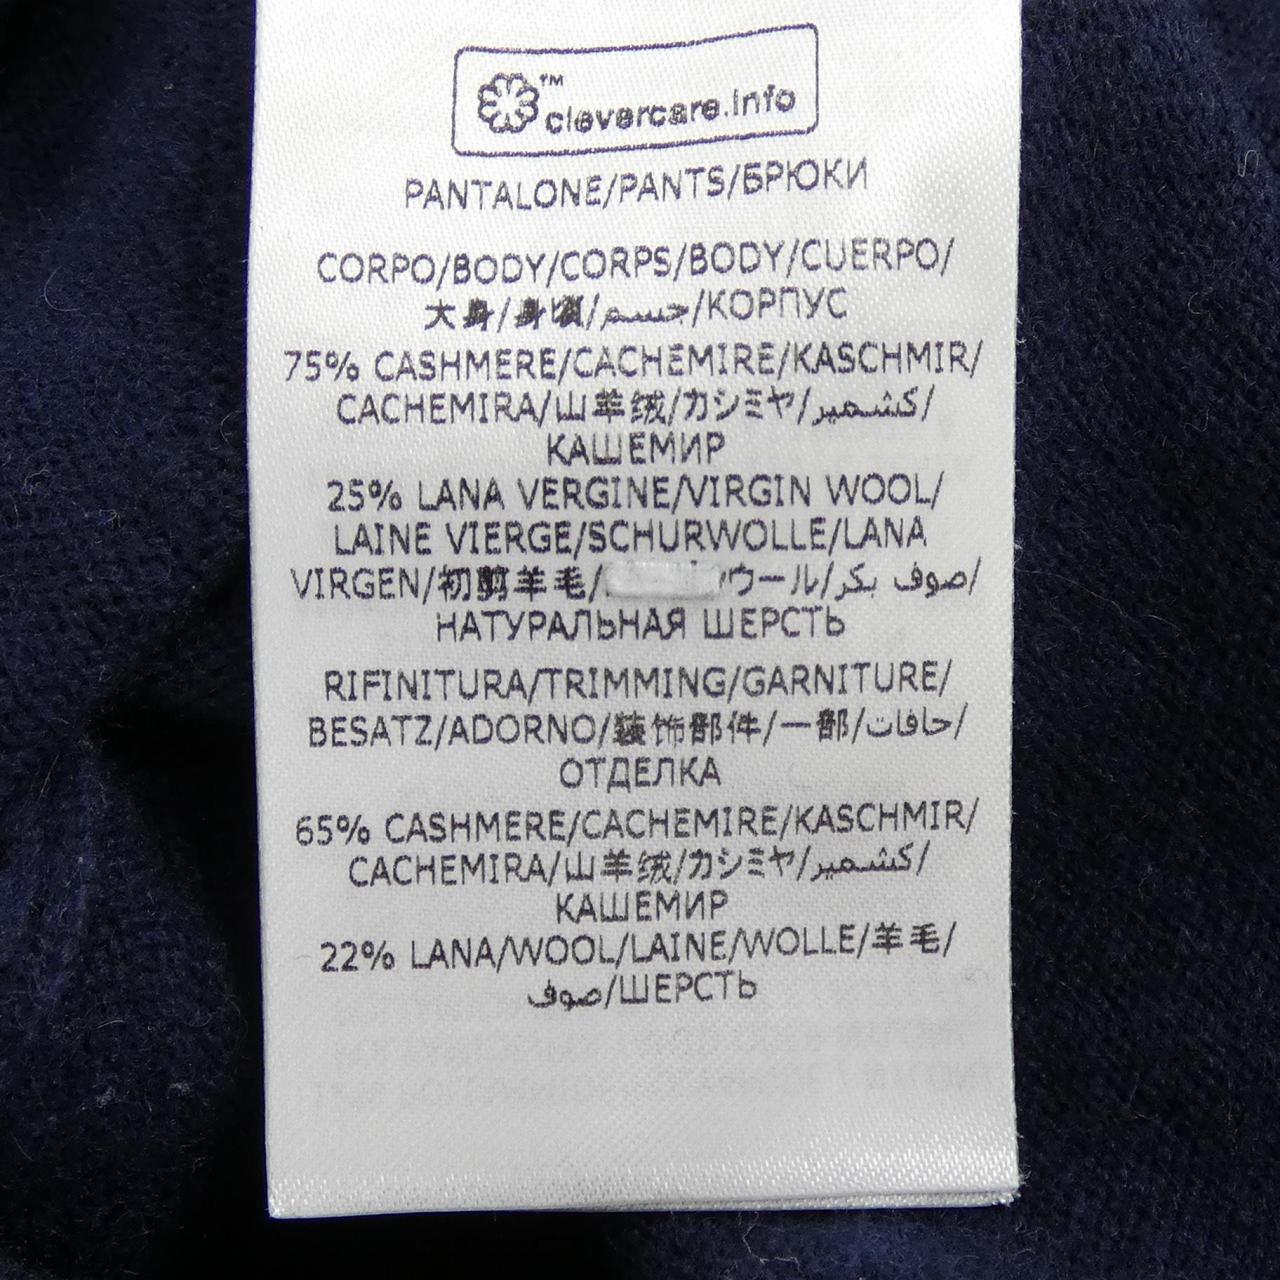 ™ clevercare.info
PANTALONE/PANTS/БРЮКИ
CORPO/BODY/CORPS/BODY/CUERPO/
大身/身頃/جسم/КОРПУС
75% CASHMERE/CACHEMIRE/KASCHMIR/
CACHEMIRA/山羊绒/カシミヤ/كشمير/
КАШЕМИР
25% LANA VERGINE/VIRGIN WOOL/
LAINE VIERGE/SCHURWOLLE/LANA
VIRGEN/初剪羊毛/ウール/صوف بكر/
НАТУРАЛЬНАЯ ШЕРСТЬ
RIFINITURA/TRIMMING/GARNITURE/
BESATZ/ADORNO/装饰部件/一部/حافات/
ОТДЕЛКА
65% CASHMERE/CACHEMIRE/KASCHMIR/
CACHEMIRA/山羊绒/カシミヤ/كشمير/
КАШЕМИР
22% LANA/WOOL/LAINE/WOLLE/羊毛/
صوف/ШЕРСТЬ